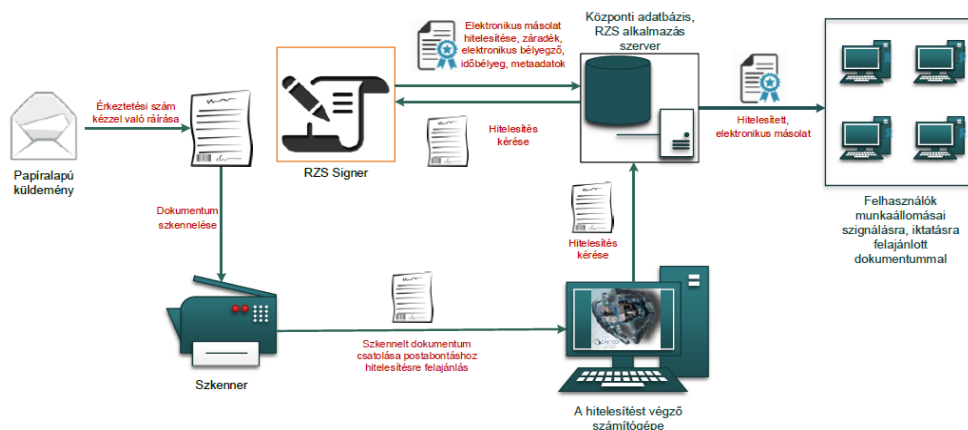 Papíralapú
küldemény
Érkeztetési szám
kézzel való ráírása
Dokumentum
szkennelése
Szkenner
Szkennelt dokumentum
csatolása postabontáshoz
hitelesítésre felajánlás
A hitelesítést végző
számítógépe
Hitelesítés
kérése
RZS Signer
Elektronikus másolat
hitelesítése, záradék,
elektronikus bélyegző,
időbélyeg, metaadatok
Hitelesítés
kérése
Központi adatbázis,
RZS alkalmazás
szerver
Hitelesített,
elektronikus másolat
Felhasználók
munkaállomásai
szignálásra, iktatásra
felajánlott
dokumentummal